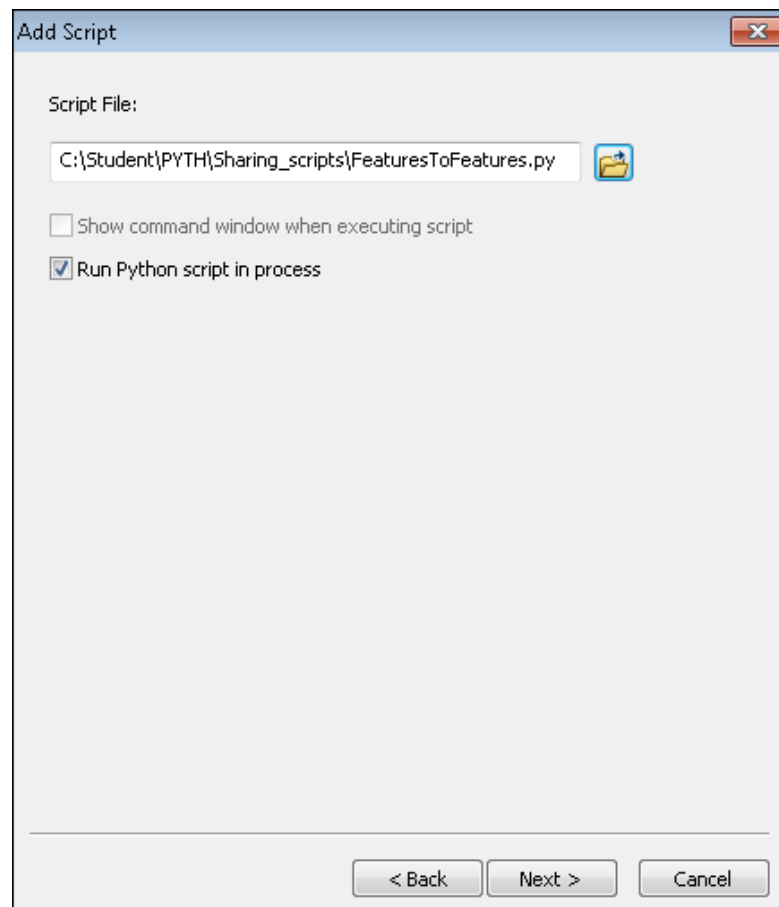 Add Script
Script File:
C:\Student\PYTH\Sharing_scripts\FeaturesToFeatures.py
Show command window when executing script
Run Python script in process
< Back Next > Cancel